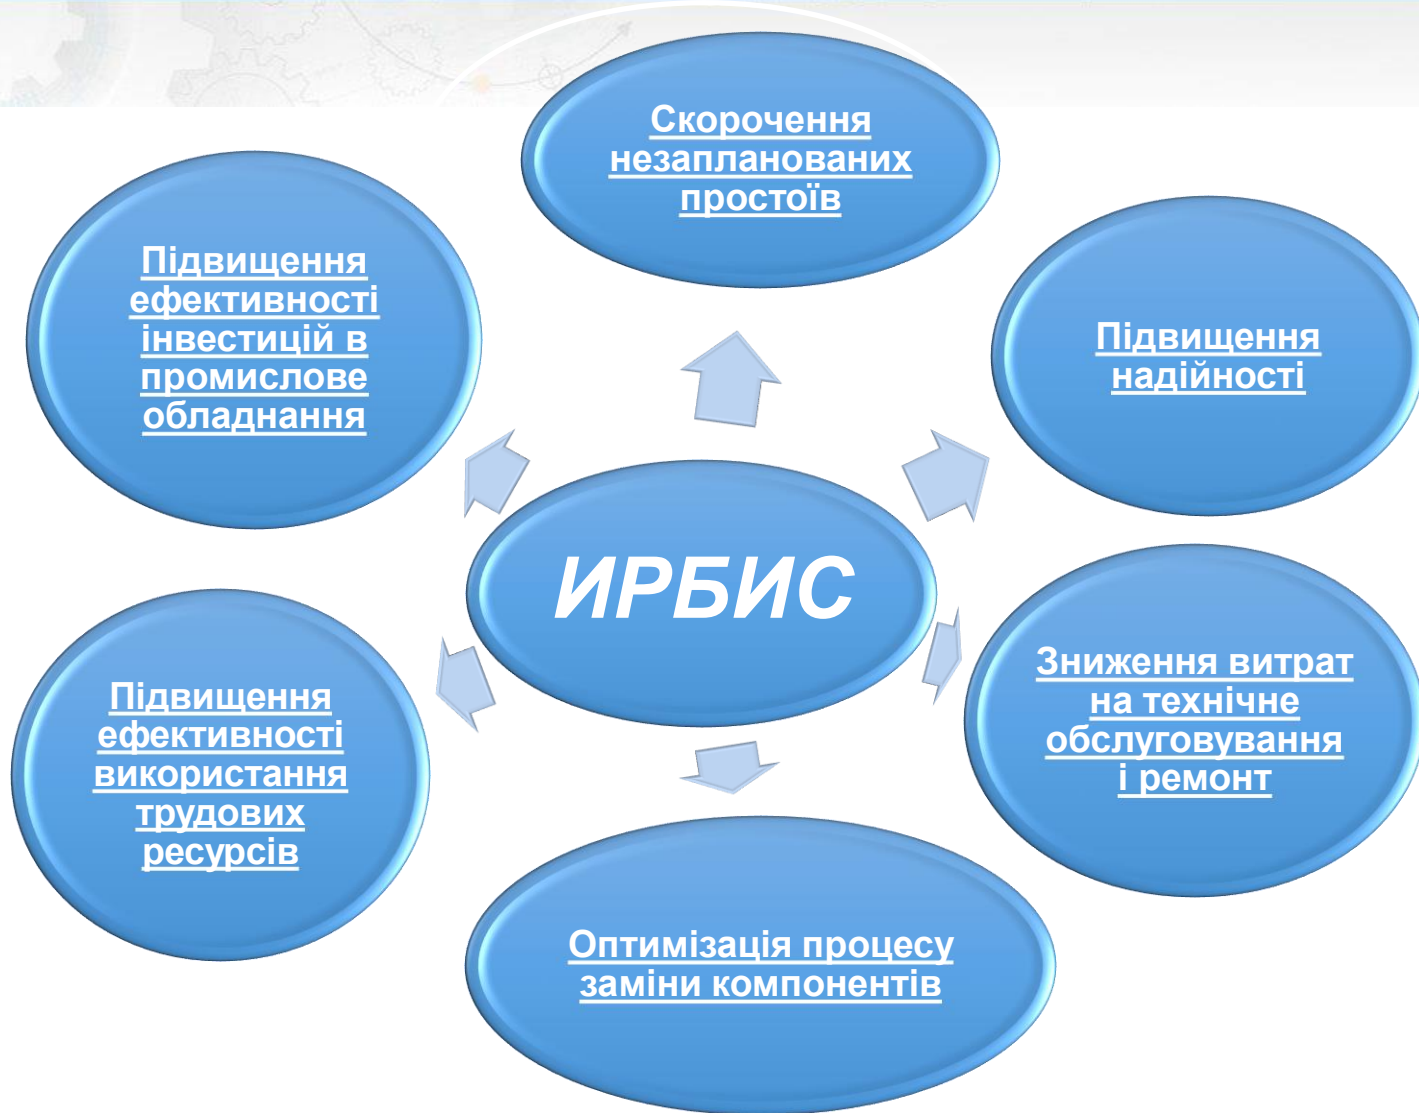 Скорочення
незапланованих
простоїв
Підвищення
ефективності
інвестицій в
промислове
обладнання
Підвищення
надійності
ИРБИС
Підвищення
ефективності
використання
трудових
ресурсів
Зниження витрат
на технічне
обслуговування
і ремонт
Оптимізація процесу
заміни компонентів